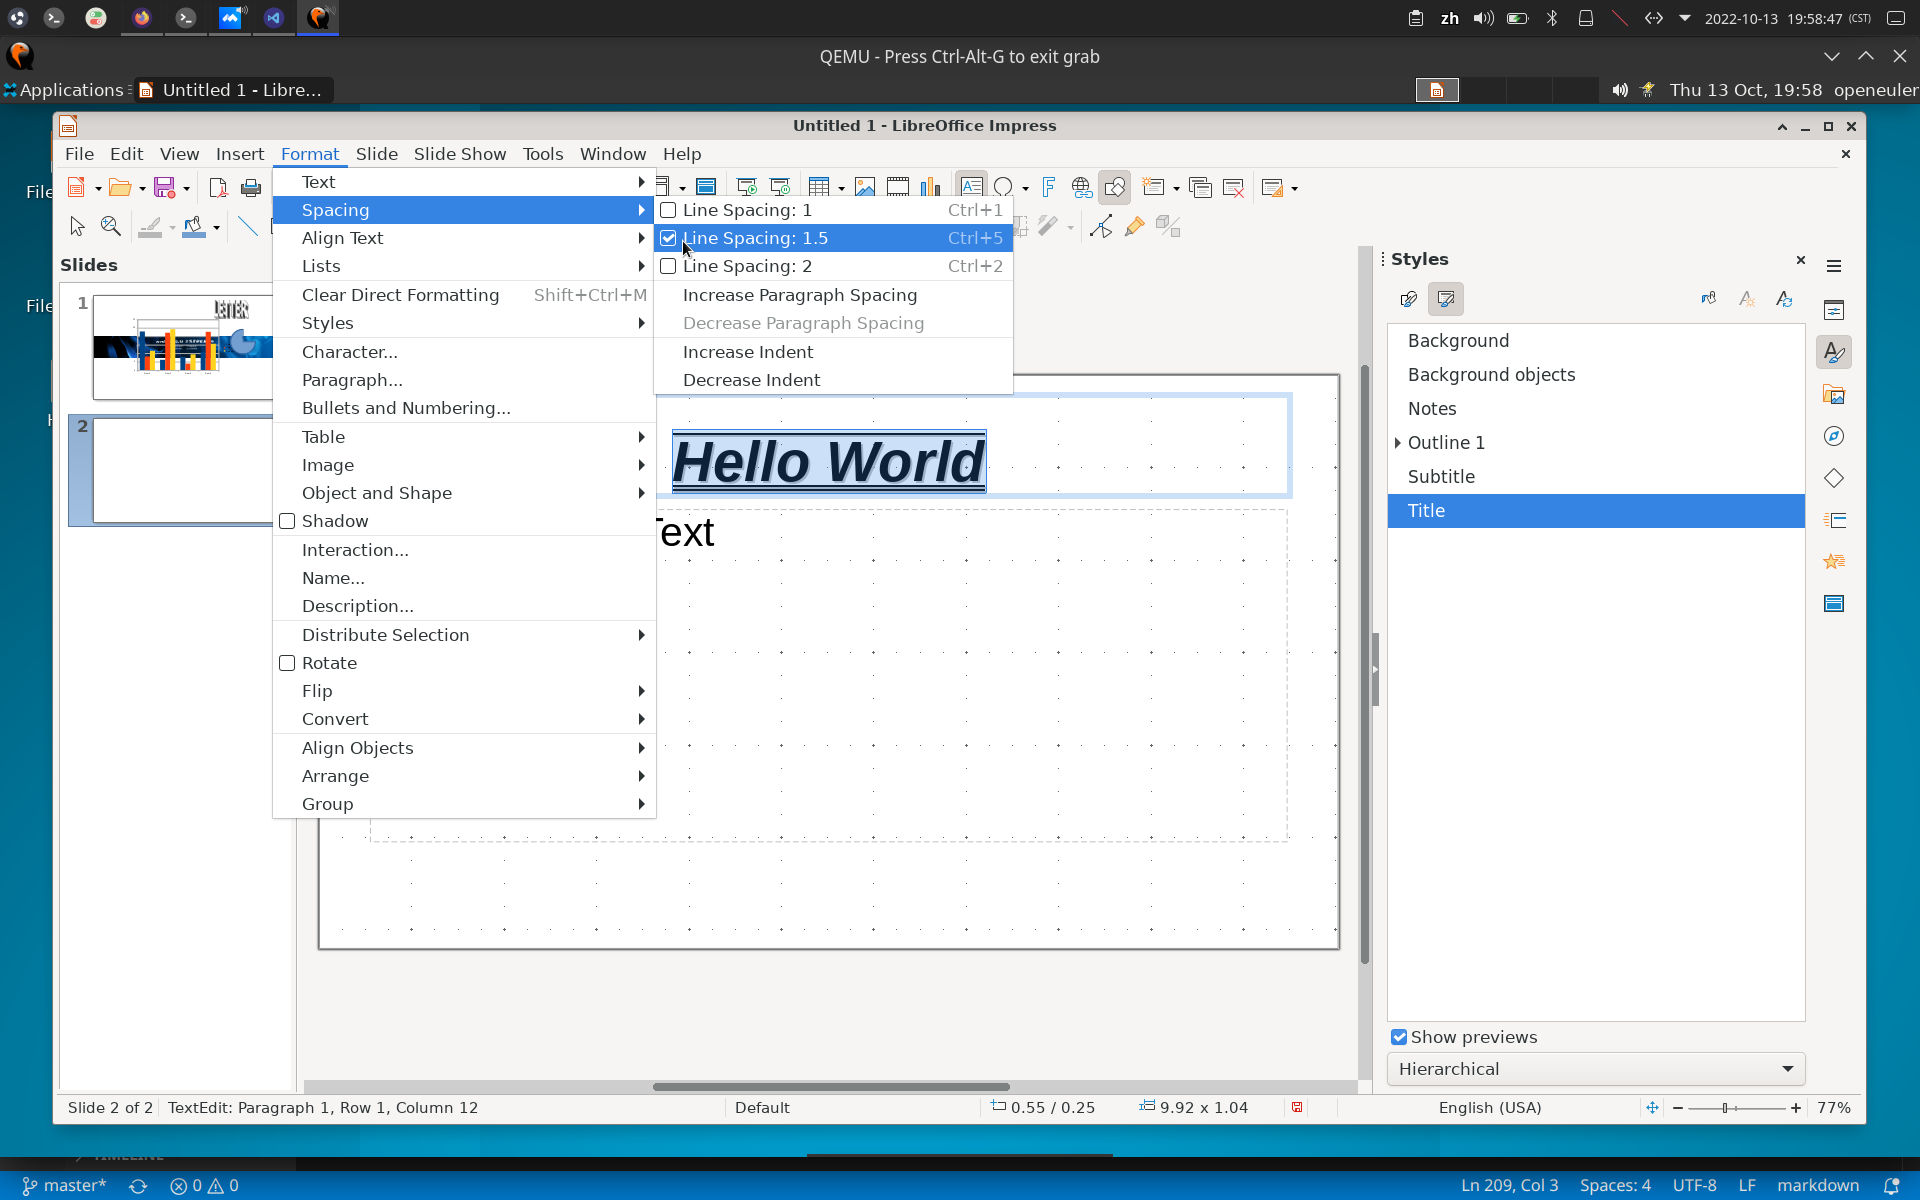 zh
2022-10-13 19:58:47 (CST)
QEMU - Press Ctrl-Alt-G to exit grab
Applications
Untitled 1 - Libre...
Thu 13 Oct, 19:58
openeuler
Untitled 1 - LibreOffice Impress
File Edit View Insert Format Slide Slide Show Tools Window Help
File
File
Slides
1
2
Text
Spacing
Align Text
Lists
Clear Direct Formatting Shift+Ctrl+M
Styles
Character...
Paragraph...
Bullets and Numbering...
Table
Image
Object and Shape
Shadow
Interaction...
Name...
Description...
Distribute Selection
Rotate
Flip
Convert
Align Objects
Arrange
Group
Line Spacing: 1 Ctrl+1
Line Spacing: 1.5 Ctrl+5
Line Spacing: 2 Ctrl+2
Increase Paragraph Spacing
Decrease Paragraph Spacing
Increase Indent
Decrease Indent
Hello World
Text
Styles
Background
Background objects
Notes
Outline 1
Subtitle
Title
Show previews
Hierarchical
Slide 2 of 2
TextEdit: Paragraph 1, Row 1, Column 12
Default
0.55 / 0.25
9.92 x 1.04
English (USA)
77%
TIMELINE
master*
0 0
Ln 209, Col 3
Spaces: 4
UTF-8
LF
markdown